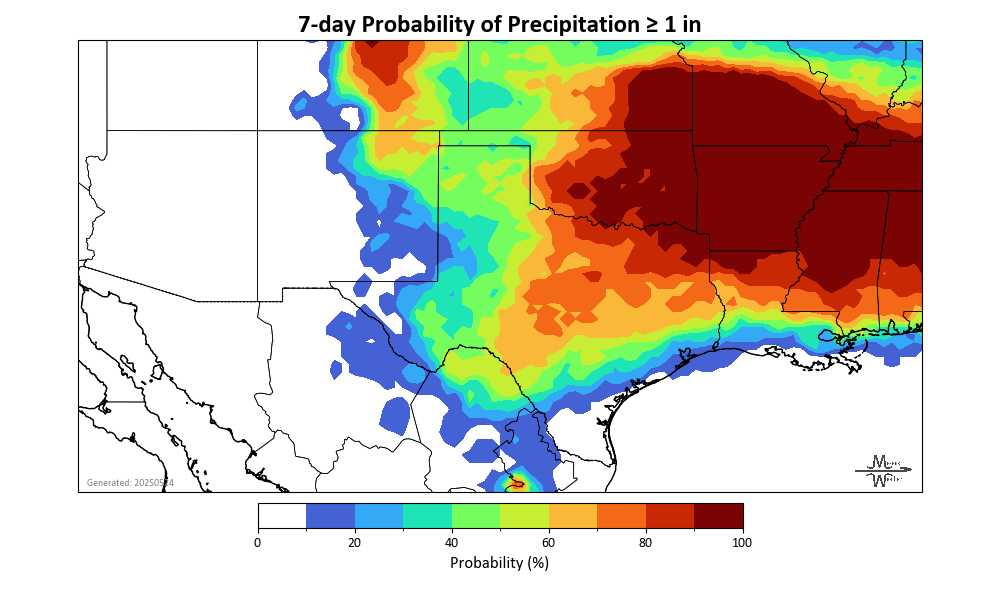 7-day Probability of Precipitation ≥ 1 in
Generated: 20250524
0 20 40 60 80 100
Probability (%)